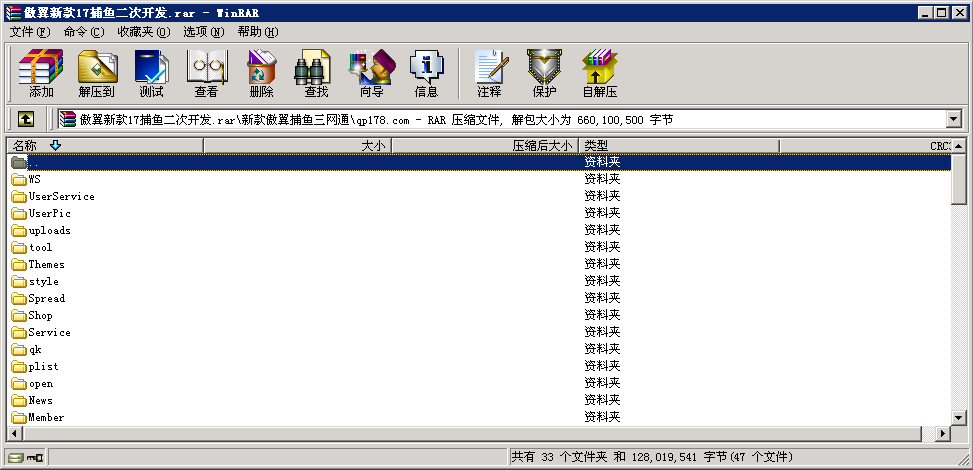 傲翼新款17捕鱼二次开发.rar - WinRAR
文件(F) 命令(C) 收藏夹(O) 选项(N) 帮助(H)
添加 解压到 测试 查看 删除 查找 向导 信息 注释 保护 自解压
傲翼新款17捕鱼二次开发.rar\新款傲翼捕鱼三网通\qp178.com - RAR 压缩文件, 解包大小为 660,100,500 字节
名称 大小 压缩后大小 类型 CRC3
.. 资料夹
WS 资料夹
UserService 资料夹
UserPic 资料夹
uploads 资料夹
tool 资料夹
Themes 资料夹
style 资料夹
Spread 资料夹
Shop 资料夹
Service 资料夹
qk 资料夹
plist 资料夹
open 资料夹
News 资料夹
Member 资料夹
共有 33 个文件夹 和 128,019,541 字节(47 个文件)